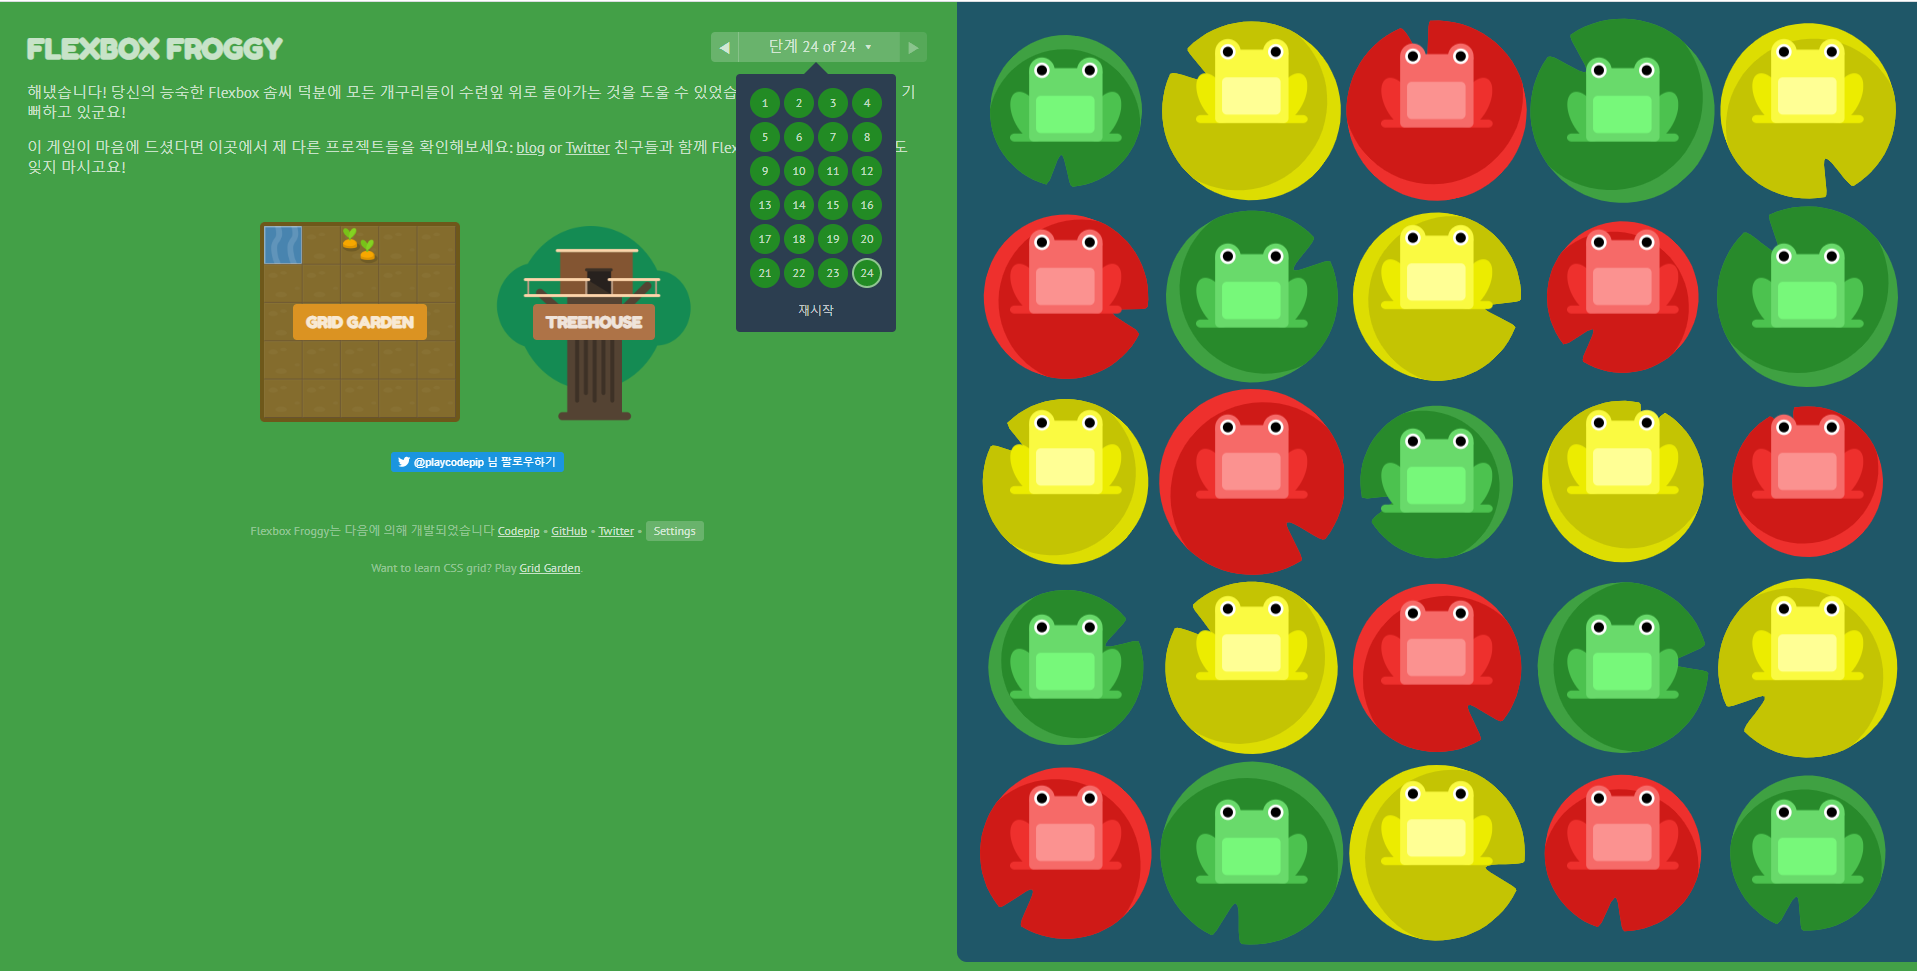 FLEXBOX FROGGY
◀ 단계 24 of 24 ▾ ▶
해냈습니다! 당신의 능숙한 Flexbox 솜씨 덕분에 모든 개구리들이 수련잎 위로 돌아가는 것을 도울 수 있었습 기
뻐하고 있군요!
이 게임이 마음에 드셨다면 이곳에서 제 다른 프로젝트들을 확인해보세요: blog or Twitter 친구들과 함께 Flex 도
잊지 마시고요!
1 2 3 4
5 6 7 8
9 10 11 12
13 14 15 16
17 18 19 20
21 22 23 24
재시작
GRID GARDEN
TREEHOUSE
@playcodepip 님 팔로우하기
Flexbox Froggy는 다음에 의해 개발되었습니다 Codepip • GitHub • Twitter • Settings
Want to learn CSS grid? Play Grid Garden.